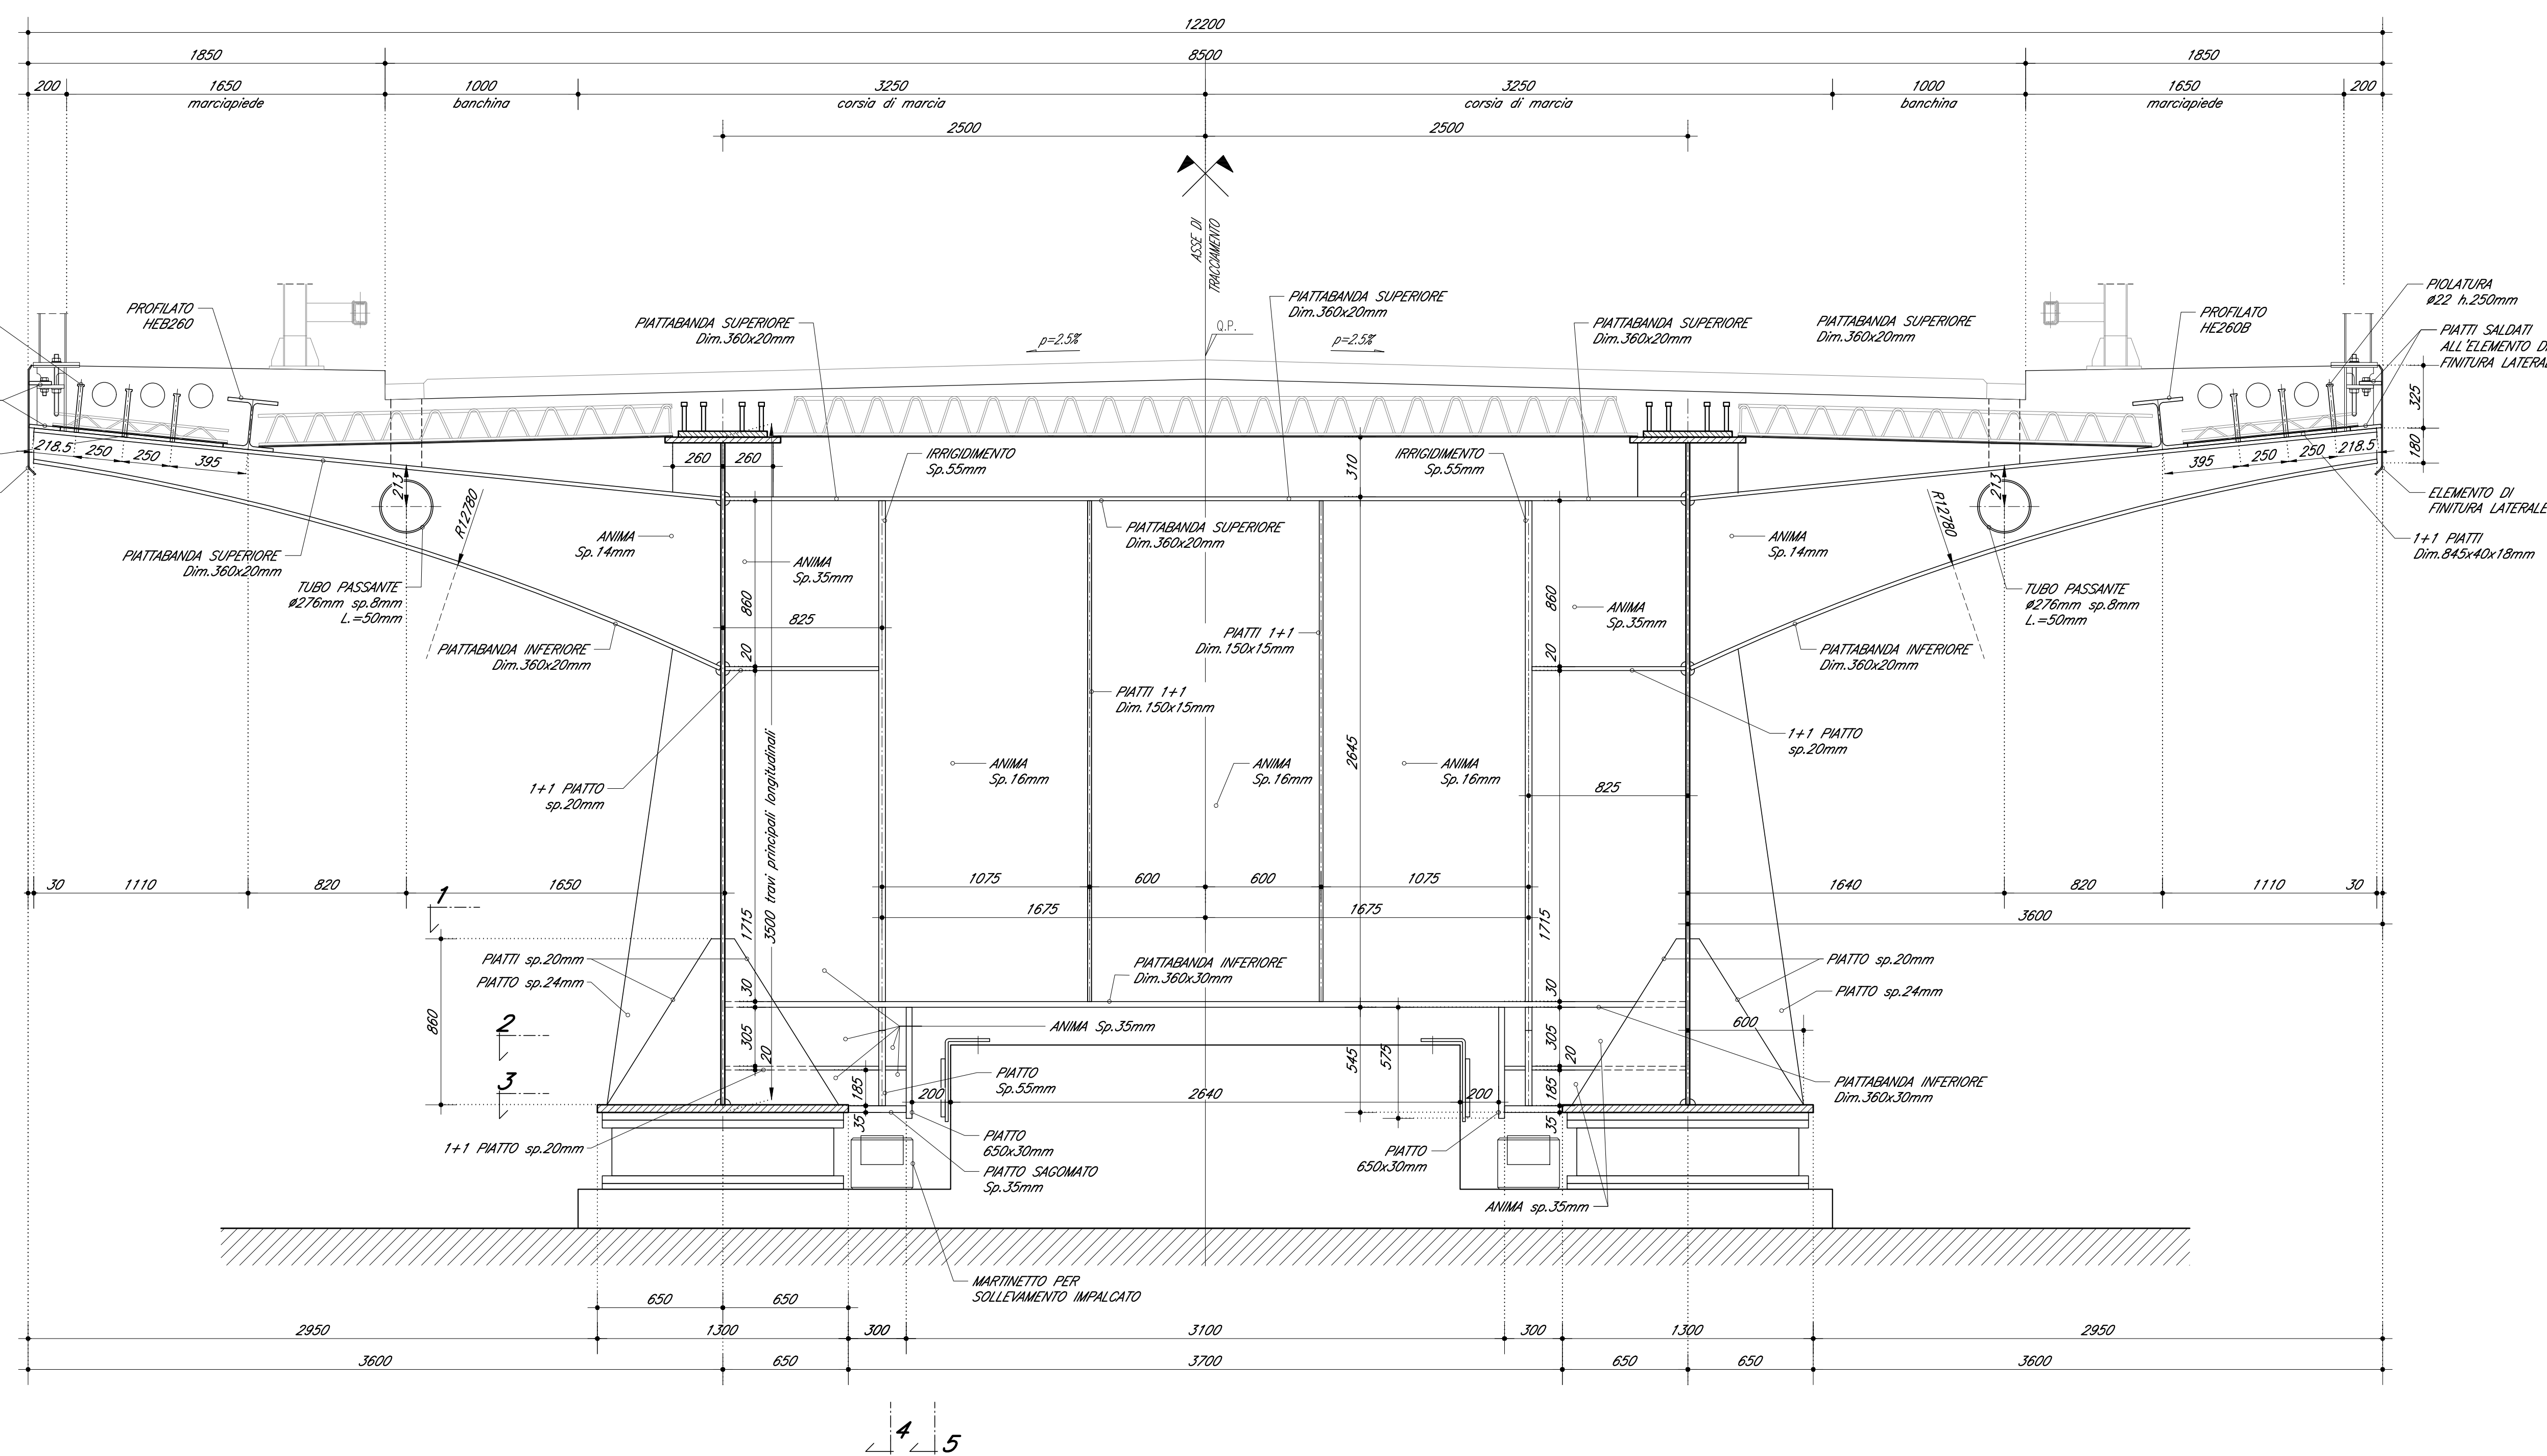 12200
1850
8500
1850
200
1650
1000
3250
3250
1000
1650
200
marciapiede
banchina
corsia di marcia
corsia di marcia
banchina
marciapiede
2500
2500
ASSE DI
TRACCIAMENTO
Q.P.
p=2.5%
p=2.5%
PROFILATO
HEB260
PIATTABANDA SUPERIORE
Dim.360x20mm
PIATTABANDA SUPERIORE
Dim.360x20mm
PIATTABANDA SUPERIORE
Dim.360x20mm
PIATTABANDA SUPERIORE
Dim.360x20mm
PROFILATO
HE260B
PIOLATURA
ø22 h.250mm
PIATTI SALDATI
ALL'ELEMENTO DI
FINITURA LATERALE
325
180
218.5
250
250
395
260
260
395
250
250
218.5
213
R12780
213
R12780
310
IRRIGIDIMENTO
Sp.55mm
IRRIGIDIMENTO
Sp.55mm
ELEMENTO DI
FINITURA LATERALE
1+1 PIATTI
Dim.845x40x18mm
PIATTABANDA SUPERIORE
Dim.360x20mm
PIATTABANDA SUPERIORE
Dim.360x20mm
ANIMA
Sp.14mm
ANIMA
Sp.35mm
ANIMA
Sp.14mm
ANIMA
Sp.35mm
TUBO PASSANTE
ø276mm sp.8mm
L.=50mm
TUBO PASSANTE
ø276mm sp.8mm
L.=50mm
860
825
20
860
20
PIATTABANDA INFERIORE
Dim.360x20mm
PIATTI 1+1
Dim.150x15mm
PIATTI 1+1
Dim.150x15mm
PIATTABANDA INFERIORE
Dim.360x20mm
1+1 PIATTO
sp.20mm
1+1 PIATTO
sp.20mm
3500 travi principali longitudinali
ANIMA
Sp.16mm
ANIMA
Sp.16mm
ANIMA
Sp.16mm
2645
825
30
1110
820
1650
1075
600
600
1075
1640
820
1110
30
1675
1675
3600
1
1715
1715
860
PIATTI sp.20mm
PIATTO sp.24mm
PIATTABANDA INFERIORE
Dim.360x30mm
PIATTO sp.20mm
PIATTO sp.24mm
2
30
305
20
ANIMA Sp.35mm
30
305
20
600
545
575
3
185
35
PIATTO
Sp.55mm
200
2640
200
185
35
PIATTABANDA INFERIORE
Dim.360x30mm
1+1 PIATTO sp.20mm
PIATTO
650x30mm
PIATTO SAGOMATO
Sp.35mm
PIATTO
650x30mm
ANIMA sp.35mm
MARTINETTO PER
SOLLEVAMENTO IMPALCATO
650
650
2950
1300
300
3100
300
1300
2950
3600
650
3700
650
650
3600
4
5